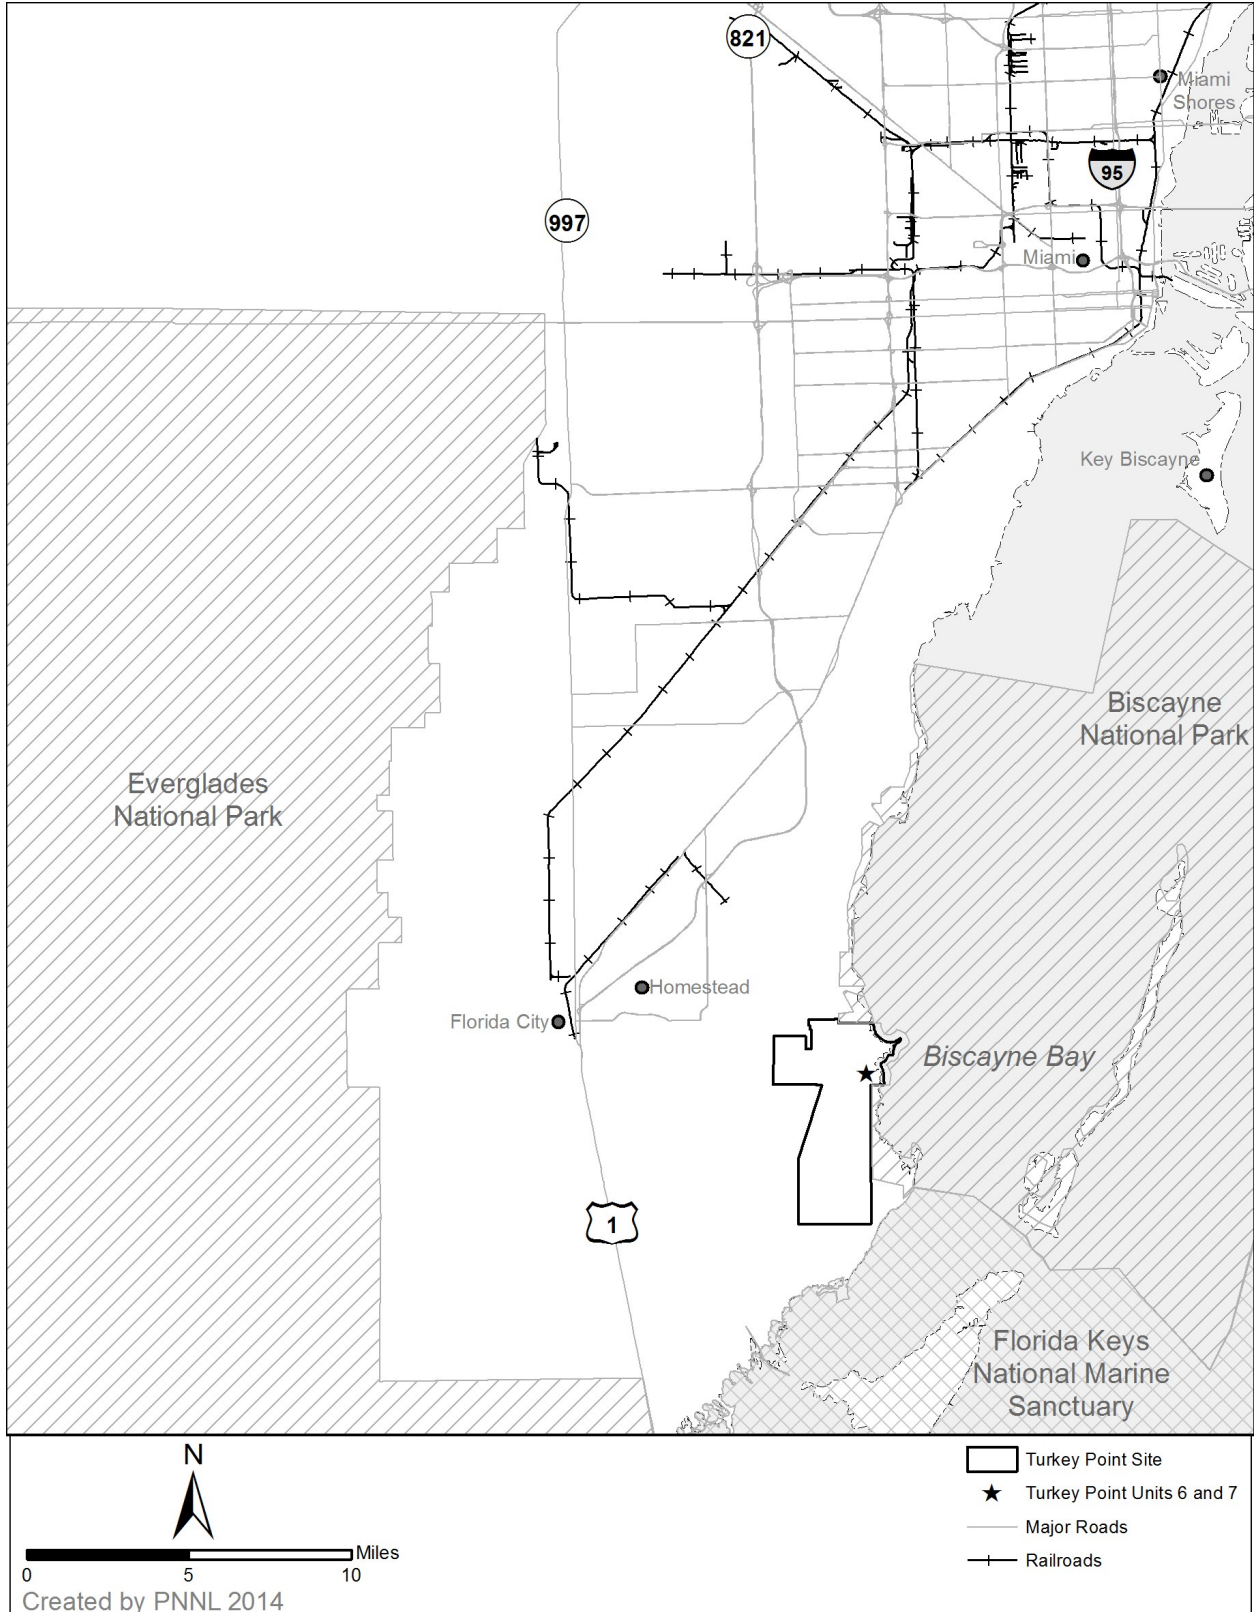 821
Miami
Shores
95
997
Miami
Key Biscayne
Biscayne
National Park
Everglades
National Park
Homestead
Florida City
Biscayne Bay
1
Florida Keys
National Marine
Sanctuary
N
Miles
0 5 10
Created by PNNL 2014
Turkey Point Site
Turkey Point Units 6 and 7
Major Roads
Railroads